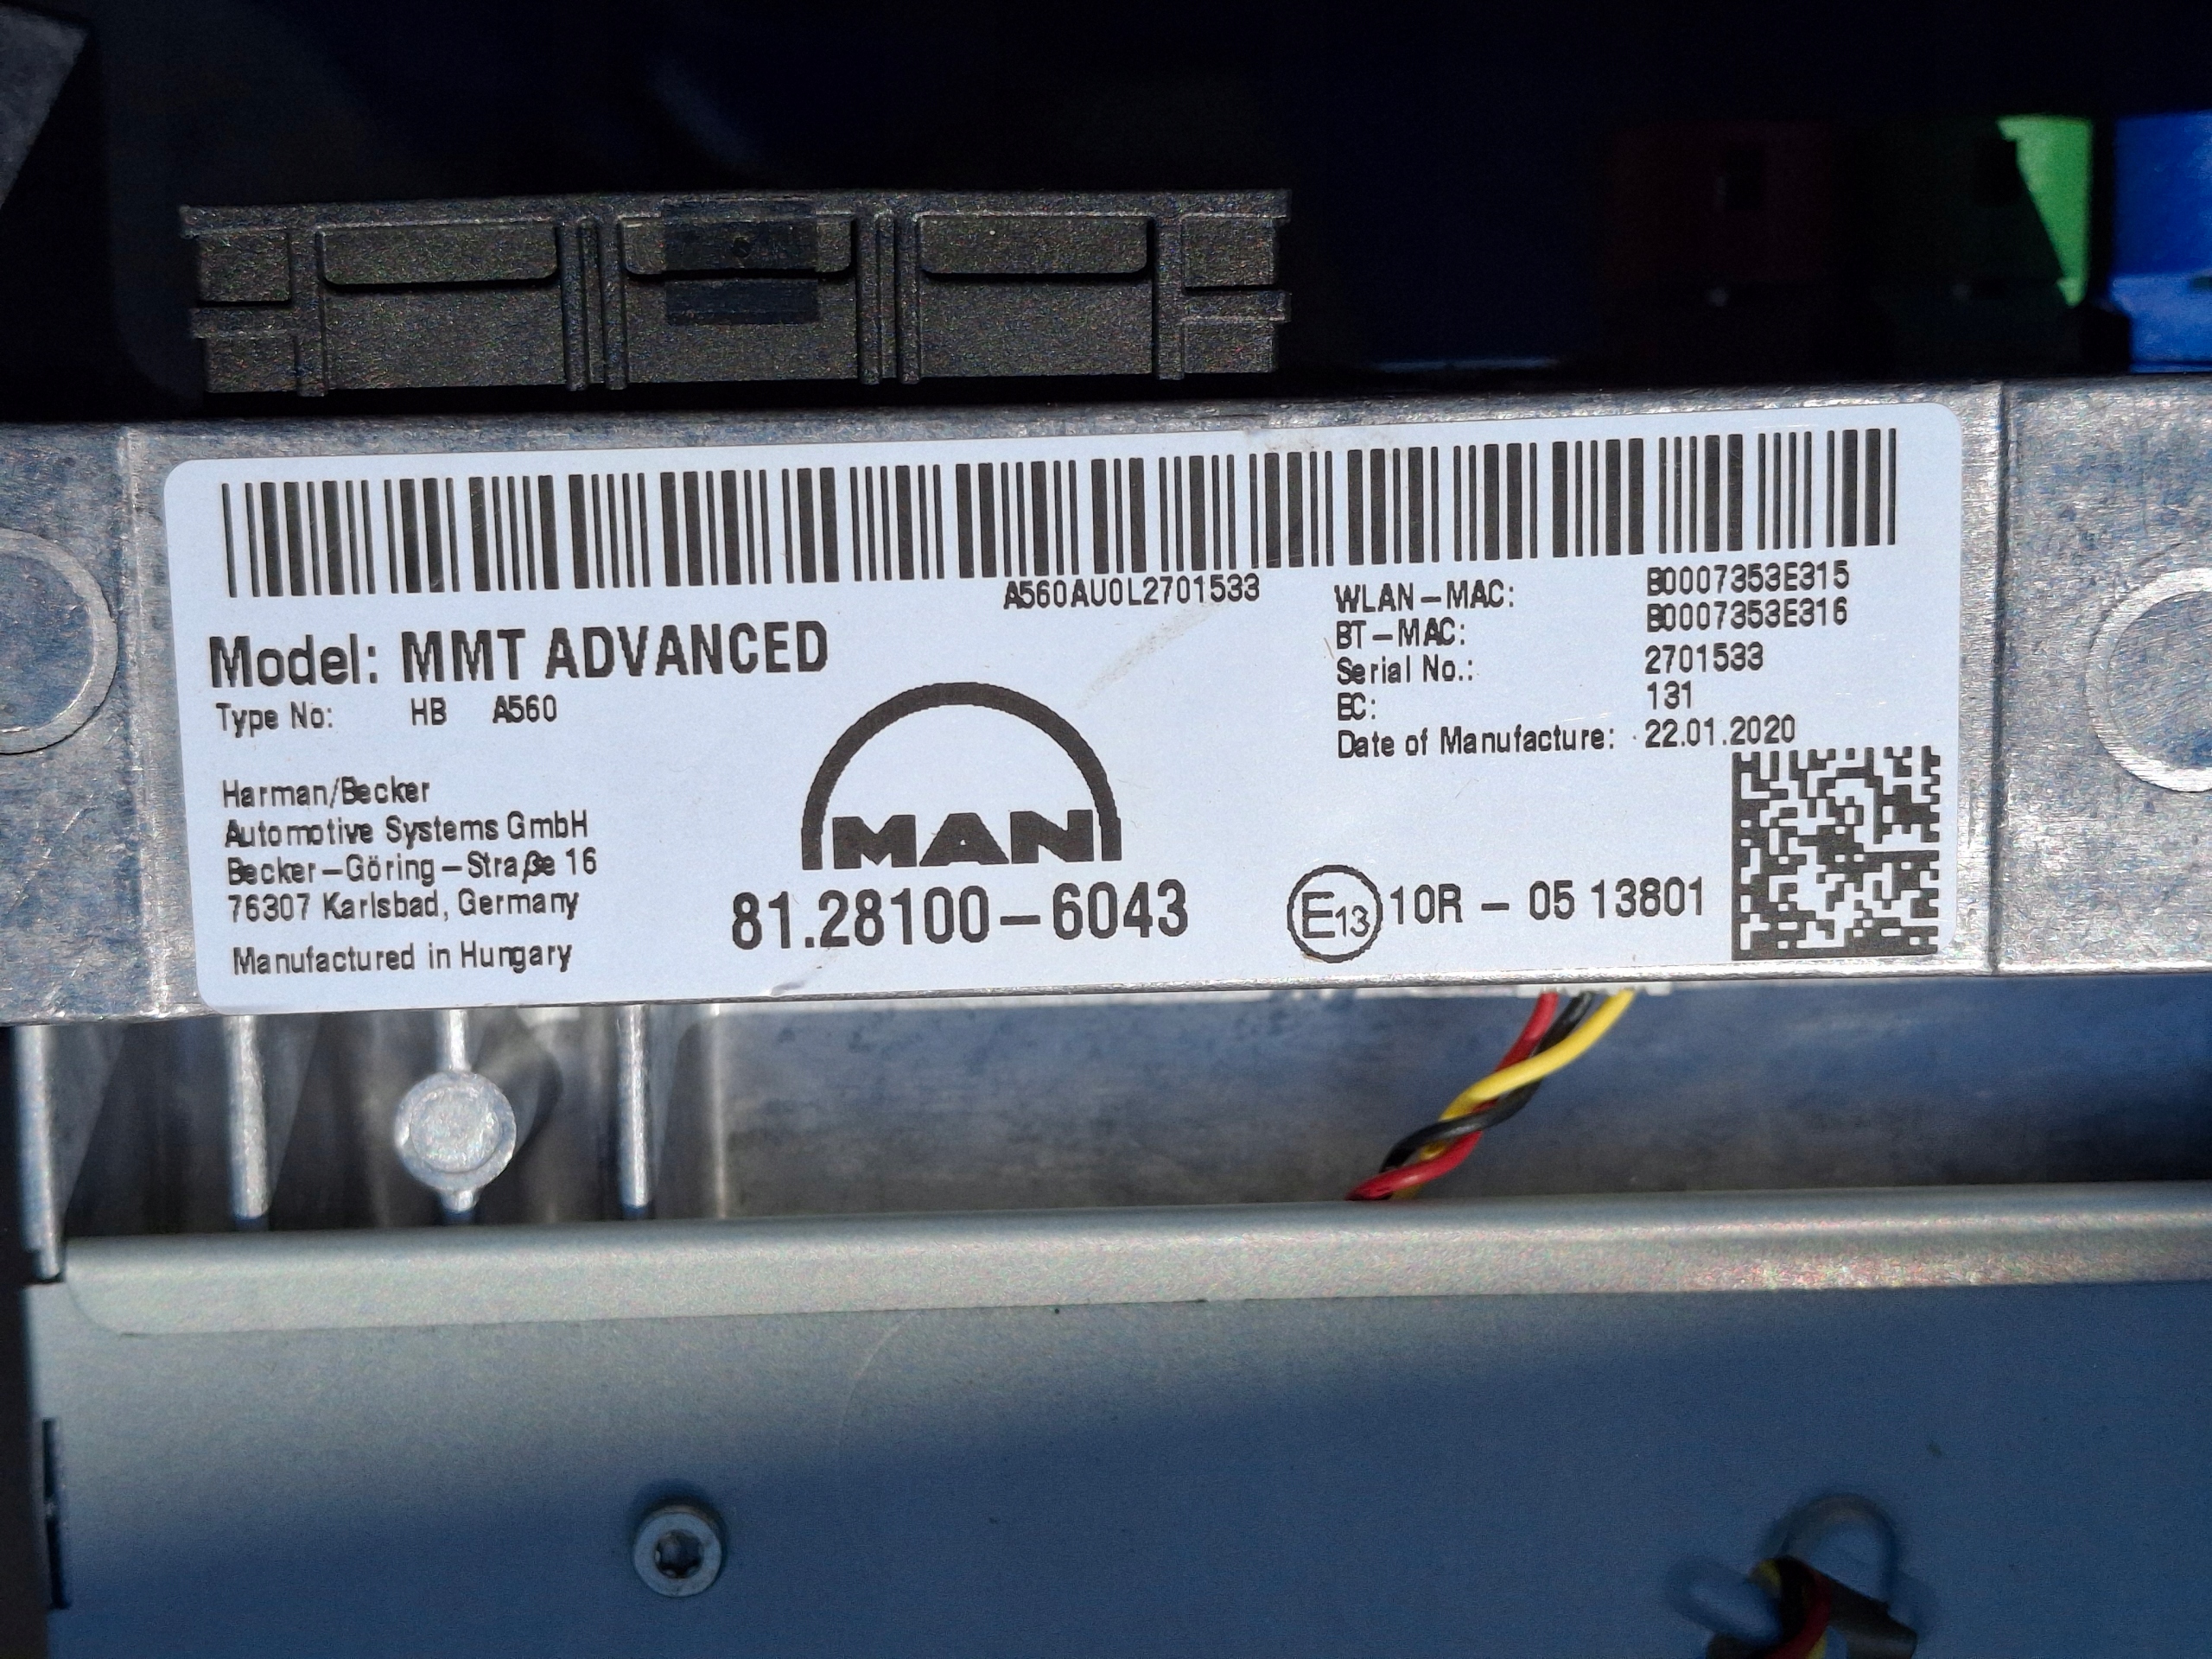 A560AU0L2701533
Model: MMT ADVANCED
Type No: HB A560
Harman/Becker
Automotive Systems GmbH
Becker-Göring-Straße 16
76307 Karlsbad, Germany
Manufactured in Hungary
MAN
81.28100-6043
WLAN-MAC: B0007353E315
BT-MAC: B0007353E316
Serial No.: 2701533
EC: 131
Date of Manufacture: 22.01.2020
E13 10R - 05 13801